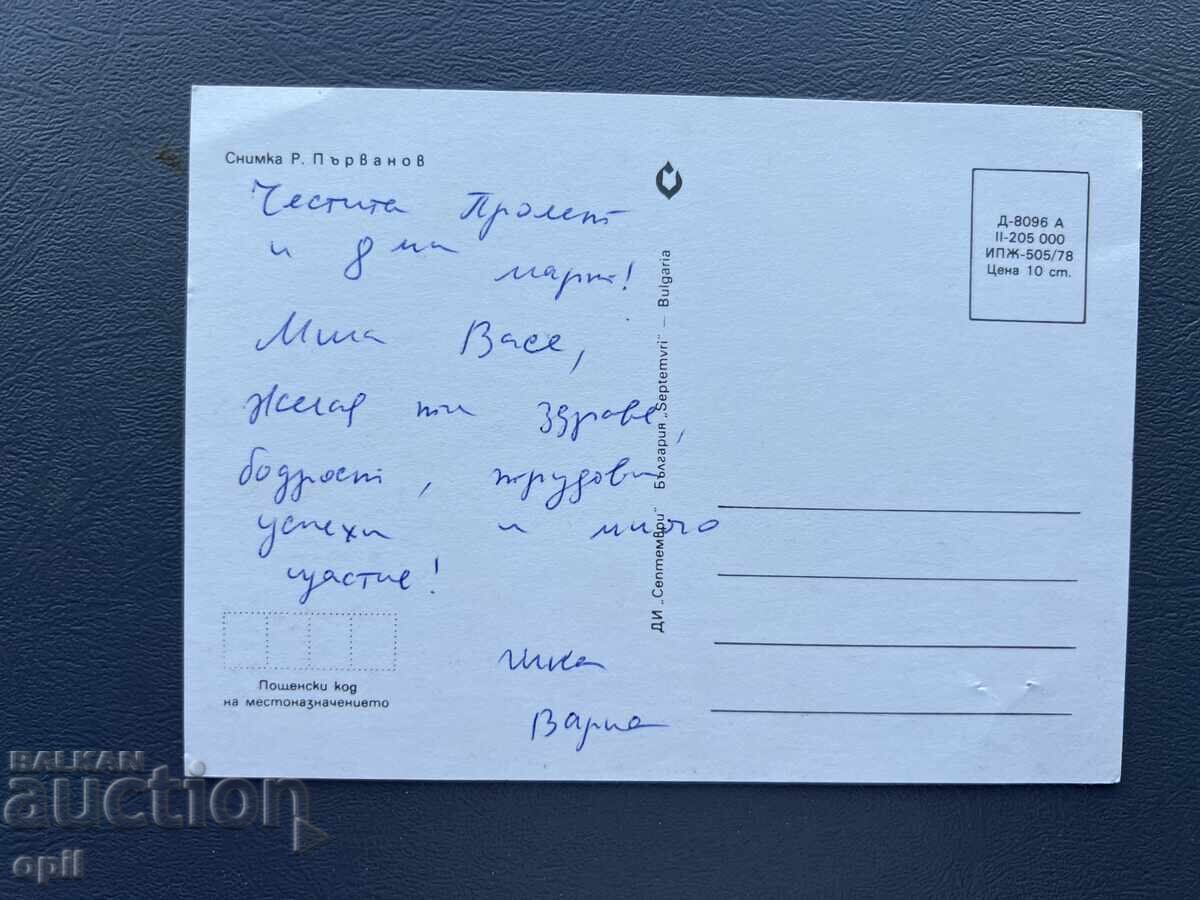 Снимка Р. Първанов
Честита Пролет
и 8 ми
март!
Мила Васе,
Желая ти здраве,
бодрост, трудови
успехи и много
щастие!
Варна
Пощенски код
на местоназначението
ДИ „Септември" България „Septemvri" — Bulgaria
Д-8096 А
II-205 000
ИПЖ-505/78
Цена 10 ст.
BALKAN
auction
opll